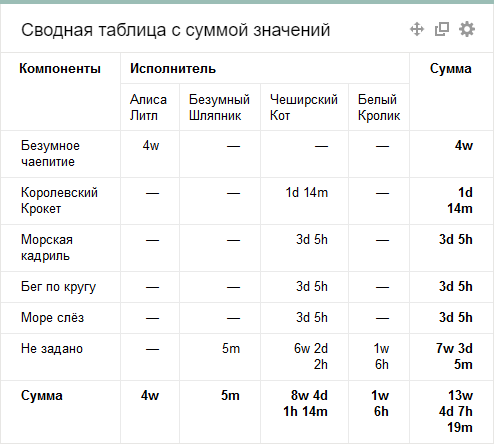 Сводная таблица с суммой значений
Компоненты Исполнитель Сумма
Алиса Безумный Чеширский Белый
Литл Шляпник Кот Кролик
Безумное 4w — — — 4w
чаепитие
Королевский — — 1d 14m — 1d
Крокет 14m
Морская — — 3d 5h — 3d 5h
кадриль
Бег по кругу — — 3d 5h — 3d 5h
Море слёз — — 3d 5h — 3d 5h
Не задано — 5m 6w 2d 1w 7w 3d
2h 6h 5m
Сумма 4w 5m 8w 4d 1w 13w
1h 14m 6h 4d 7h
19m